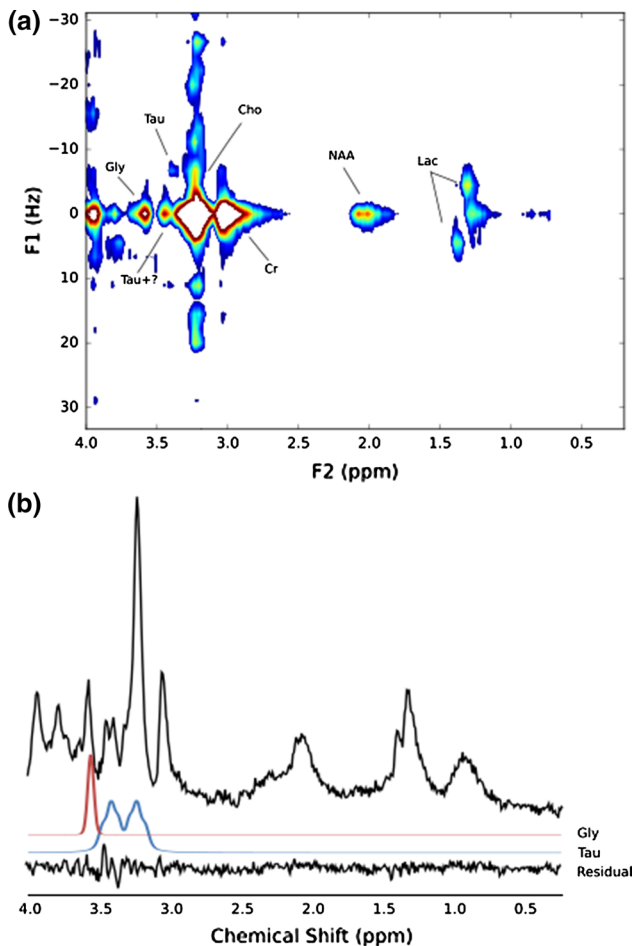 (a)
−30
−20
−10
0
10
20
30
F1 (Hz)
Tau
Cho
Gly
NAA
Lac
Tau+?
Cr
4.0 3.5 3.0 2.5 2.0 1.5 1.0 0.5
F2 (ppm)
(b)
Gly
Tau
Residual
4.0 3.5 3.0 2.5 2.0 1.5 1.0 0.5
Chemical Shift (ppm)